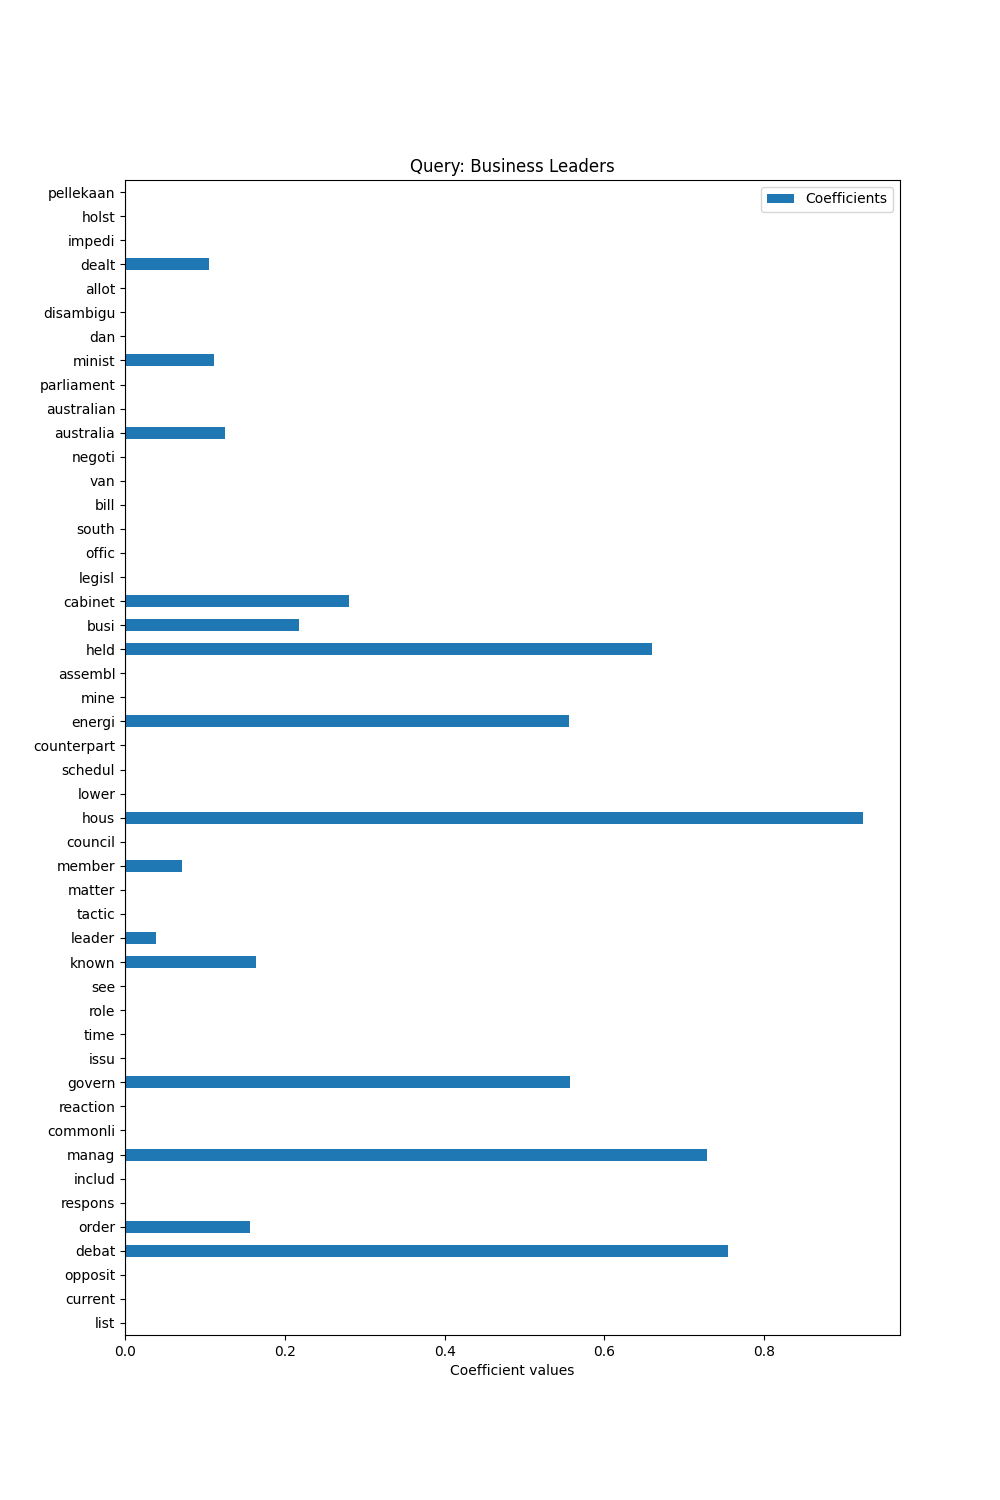 Query: Business Leaders
Coefficients
pellekaan
holst
impedi
dealt
allot
disambigu
dan
minist
parliament
australian
australia
negoti
van
bill
south
offic
legisl
cabinet
busi
held
assembl
mine
energi
counterpart
schedul
lower
hous
council
member
matter
tactic
leader
known
see
role
time
issu
govern
reaction
commonli
manag
includ
respons
order
debat
opposit
current
list
0.0 0.2 0.4 0.6 0.8
Coefficient values